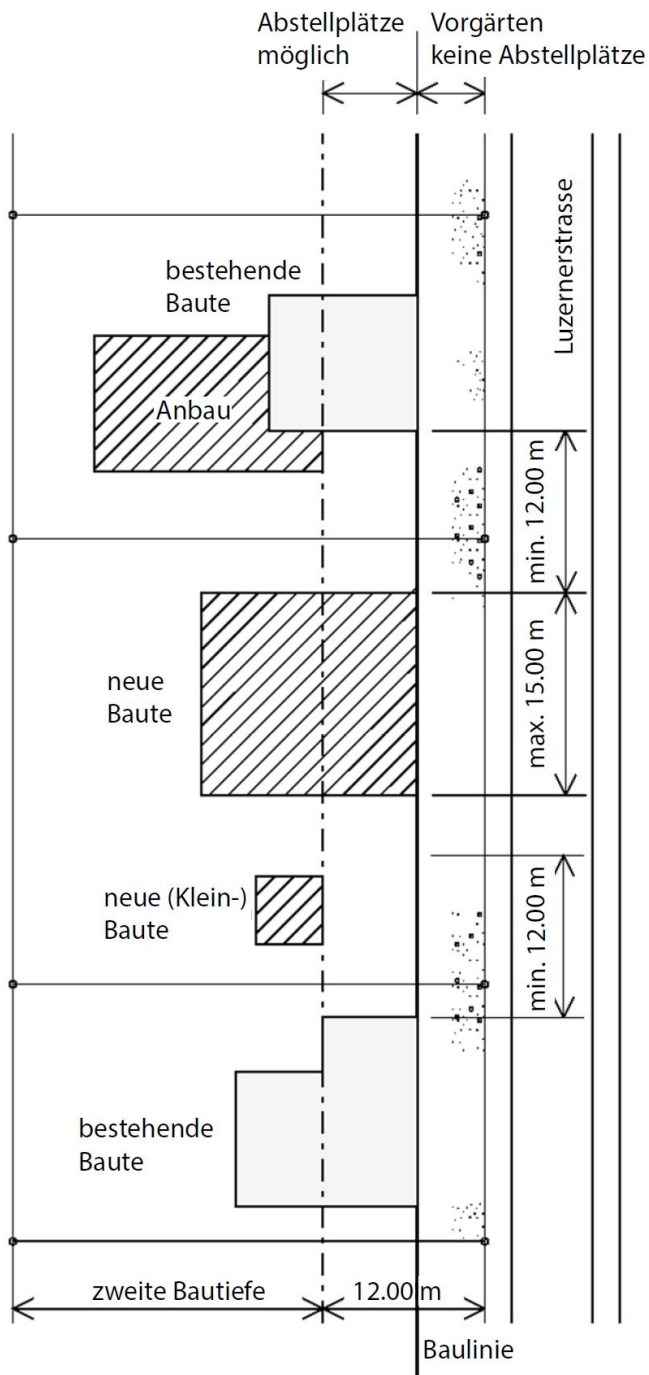 Abstellplätze
möglich
Vorgärten
keine Abstellplätze
Luzernerstrasse
bestehende
Baute
Anbau
min. 12.00 m
neue
Baute
max. 15.00 m
neue (Klein-)
Baute
min. 12.00 m
bestehende
Baute
zweite Bautiefe
12.00 m
Baulinie